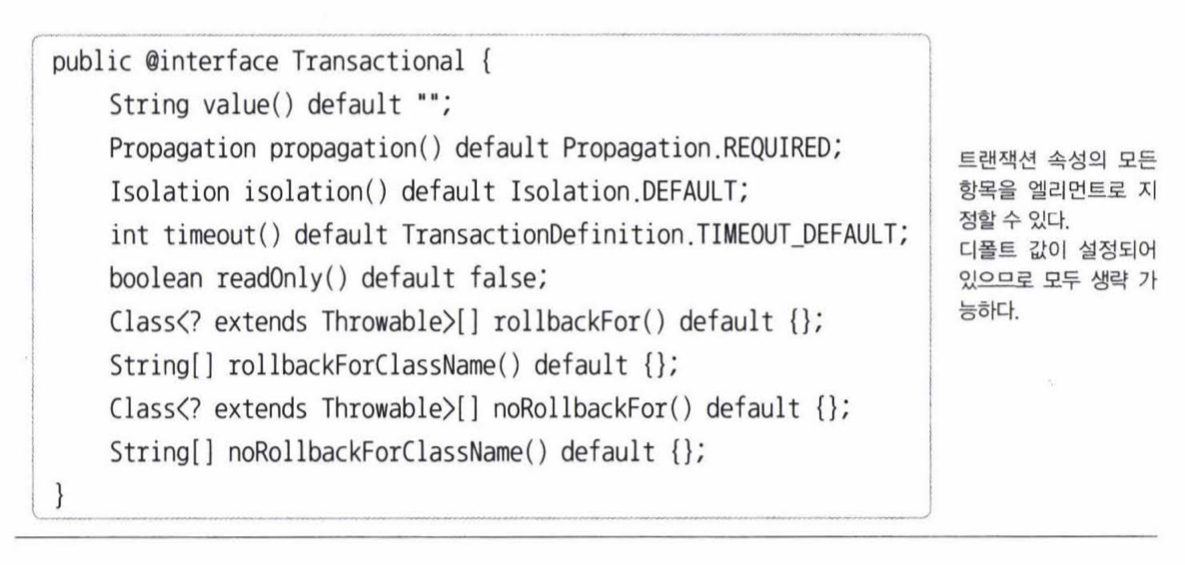 public @interface Transactional {
String value() default "";
Propagation propagation() default Propagation.REQUIRED;
Isolation isolation() default Isolation.DEFAULT;
int timeout() default TransactionDefinition.TIMEOUT_DEFAULT;
boolean readOnly() default false;
Class<? extends Throwable>[] rollbackFor() default {};
String[] rollbackForClassName() default {};
Class<? extends Throwable>[] noRollbackFor() default {};
String[] noRollbackForClassName() default {};
}
트랜잭션 속성의 모든
항목을 엘리먼트로 지
정할 수 있다.
디폴트 값이 설정되어
있으므로 모두 생략 가
능하다.